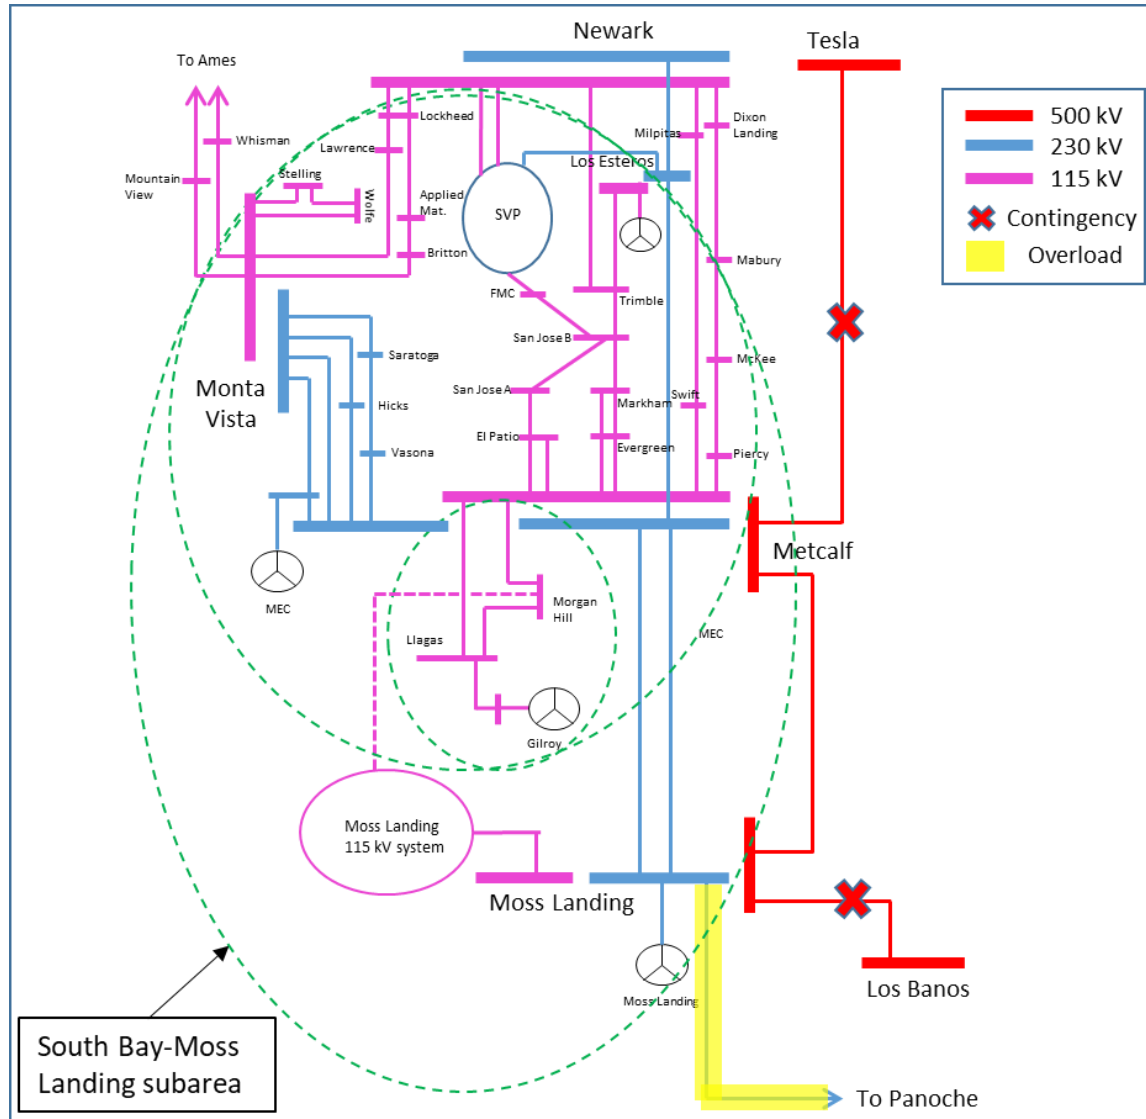 Newark
Tesla
To Ames
500 kV
230 kV
115 kV
Contingency
Overload
Lockheed
Dixon
Landing
Milpitas
Whisman
Lawrence
Los Esteros
Stelling
Mountain
View
Wolfe
Applied
Mat.
SVP
Britton
Mabury
FMC
Trimble
San Jose B
Saratoga
McKee
Monta
Vista
San Jose A
Markham
Swift
Hicks
El Patio
Evergreen
Vasona
Piercy
Metcalf
MEC
Morgan
Hill
MEC
Llagas
Gilroy
Moss Landing
115 kV system
Moss Landing
Los Banos
Moss Landing
South Bay-Moss
Landing subarea
To Panoche